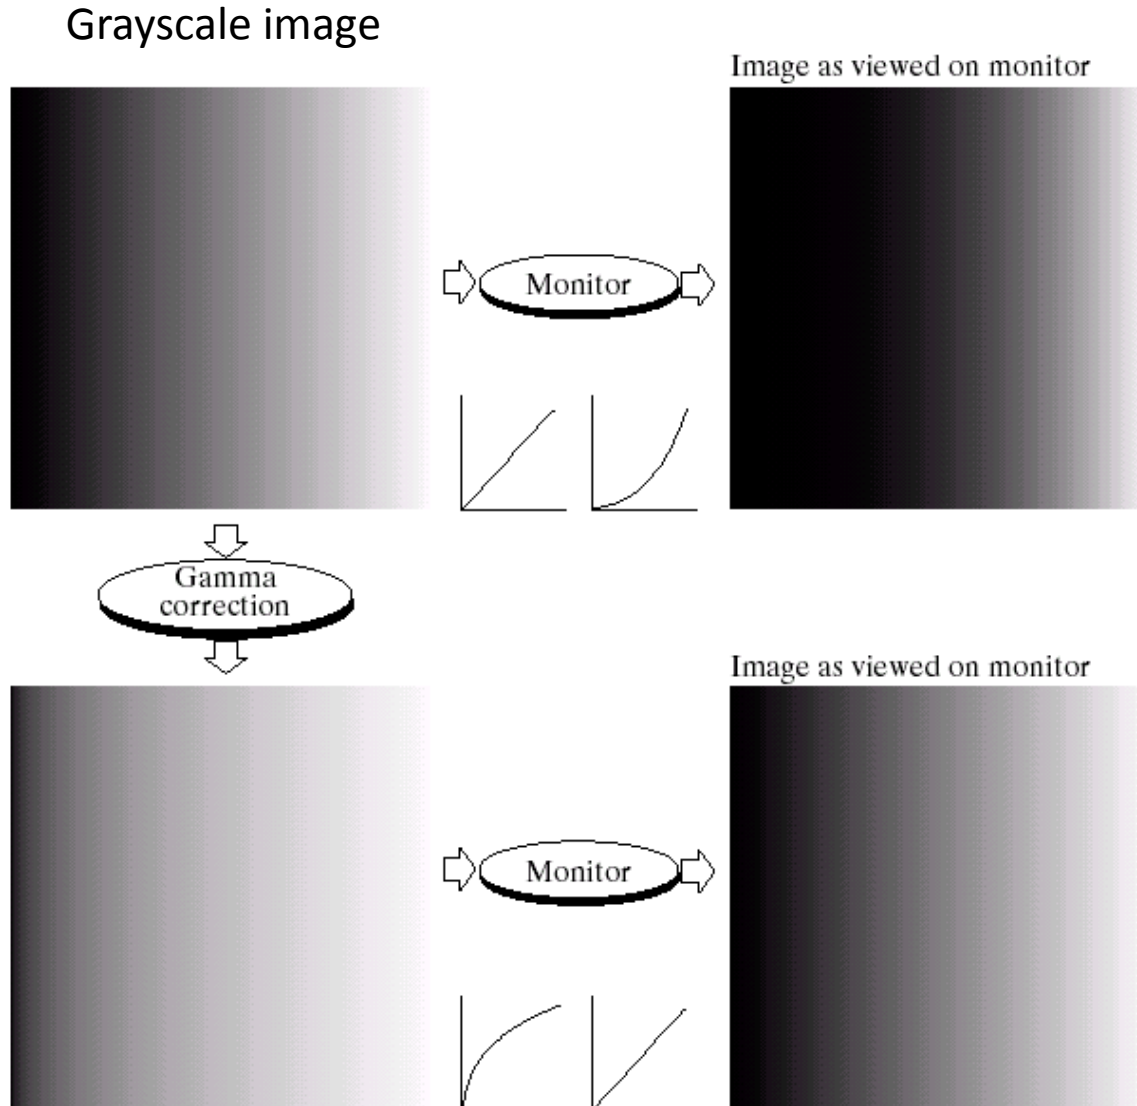 Grayscale image
Image as viewed on monitor
Monitor
Gamma
correction
Image as viewed on monitor
Monitor